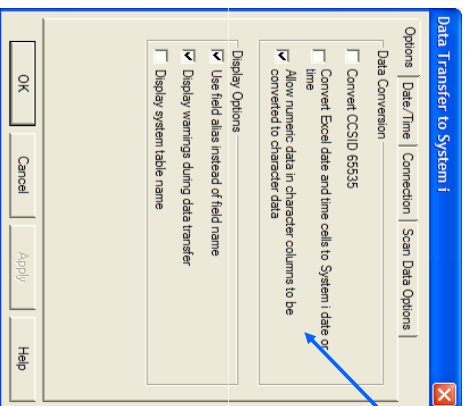 Data Transfer to System i
Options Date/Time Connection Scan Data Options
Data Conversion
Convert CCSID 65535
Convert Excel date and time cells to System i date or
time
Allow numeric data in character columns to be
converted to character data
Display Options
Use field alias instead of field name
Display warnings during data transfer
Display system table name
OK Cancel Apply Help